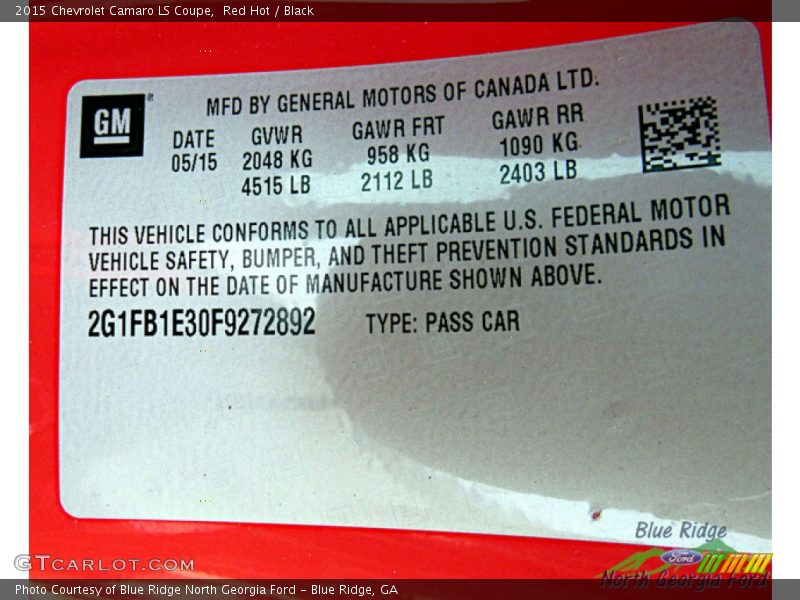 2015 Chevrolet Camaro LS Coupe, Red Hot / Black
GM
MFD BY GENERAL MOTORS OF CANADA LTD.
DATE GVWR GAWR FRT GAWR RR
05/15 2048 KG 958 KG 1090 KG
4515 LB 2112 LB 2403 LB
THIS VEHICLE CONFORMS TO ALL APPLICABLE U.S. FEDERAL MOTOR
VEHICLE SAFETY, BUMPER, AND THEFT PREVENTION STANDARDS IN
EFFECT ON THE DATE OF MANUFACTURE SHOWN ABOVE.
2G1FB1E30F9272892 TYPE: PASS CAR
Blue Ridge
Ford
North Georgia Ford
GTCARLOT.COM
Photo Courtesy of Blue Ridge North Georgia Ford – Blue Ridge, GA